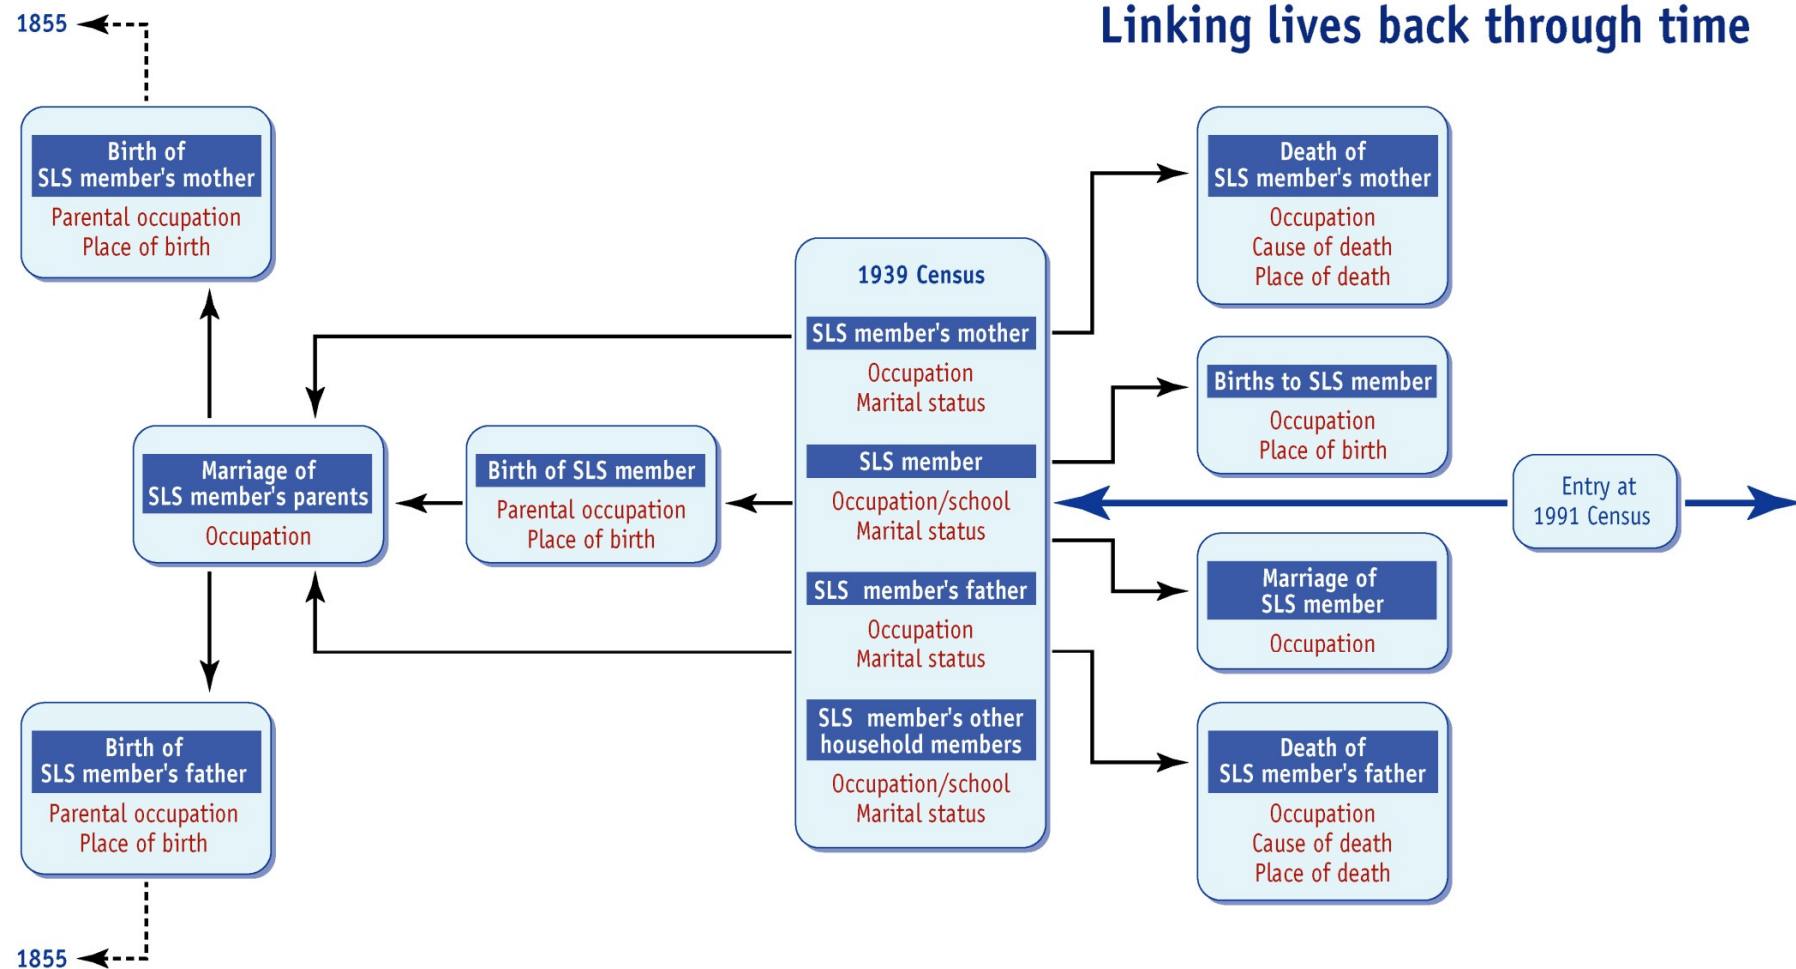 Linking lives back through time
1855
Birth of
SLS member's mother
Parental occupation
Place of birth
Marriage of
SLS member's parents
Occupation
Birth of
SLS member's father
Parental occupation
Place of birth
1855
Birth of SLS member
Parental occupation
Place of birth
1939 Census
SLS member's mother
Occupation
Marital status
SLS member
Occupation/school
Marital status
SLS member's father
Occupation
Marital status
SLS member's other
household members
Occupation/school
Marital status
Death of
SLS member's mother
Occupation
Cause of death
Place of death
Births to SLS member
Occupation
Place of birth
Marriage of
SLS member
Occupation
Death of
SLS member's father
Occupation
Cause of death
Place of death
Entry at
1991 Census